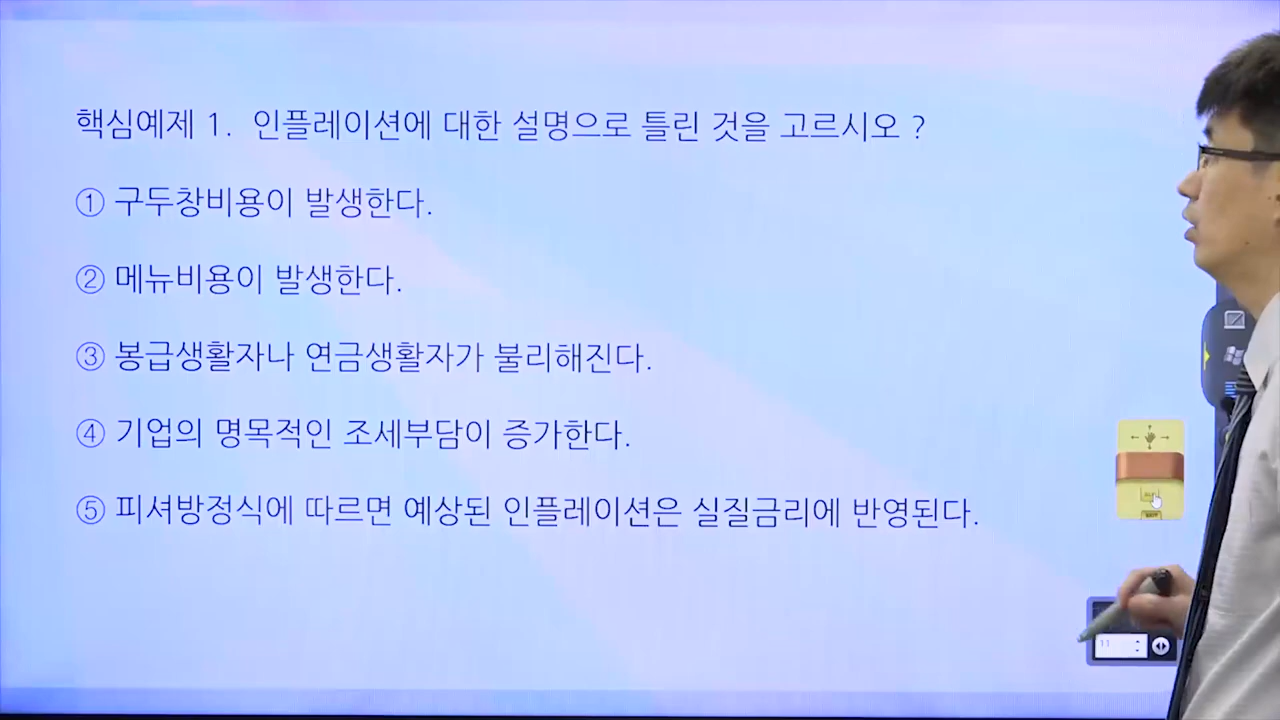 핵심예제 1. 인플레이션에 대한 설명으로 틀린 것을 고르시오 ?
① 구두창비용이 발생한다.
② 메뉴비용이 발생한다.
③ 봉급생활자나 연금생활자가 불리해진다.
④ 기업의 명목적인 조세부담이 증가한다.
⑤ 피셔방정식에 따르면 예상된 인플레이션은 실질금리에 반영된다.
11